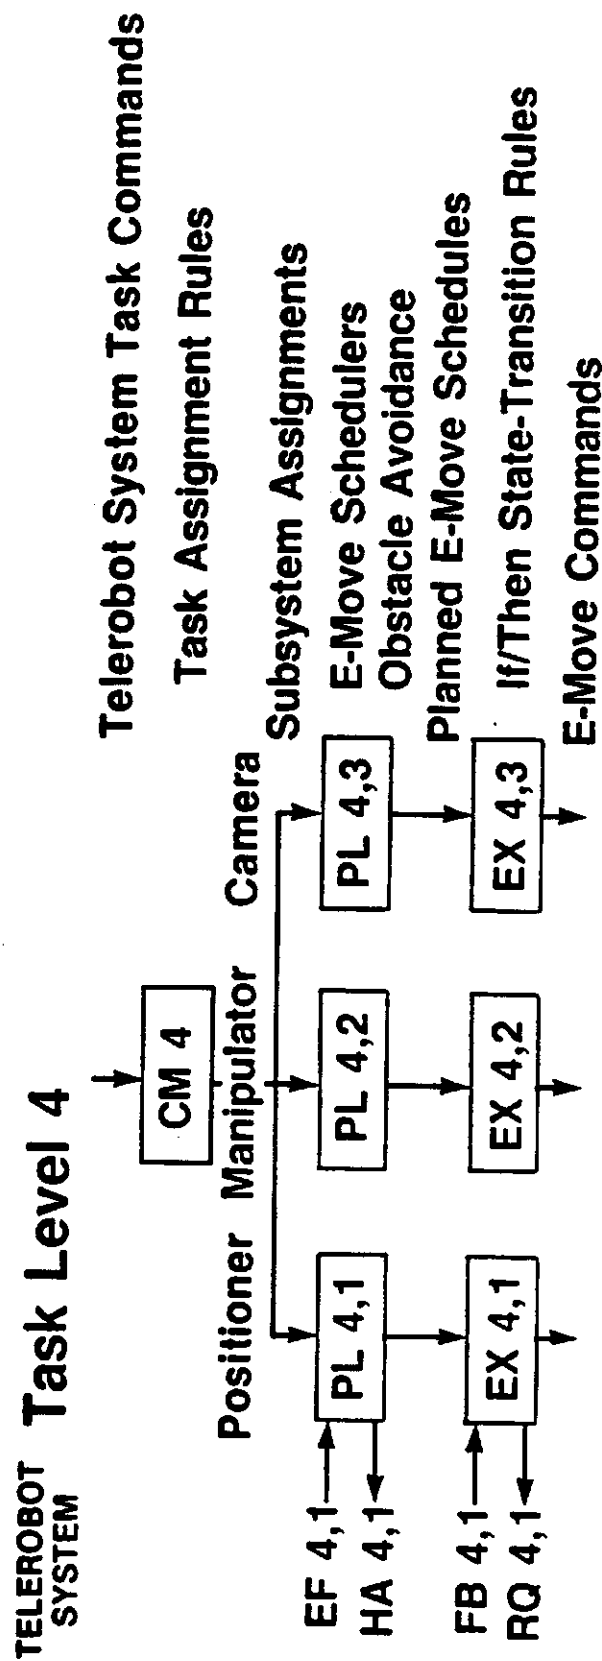 TELEROBOT
SYSTEM
Task Level 4
Telerobot System Task Commands
CM 4
Task Assignment Rules
Positioner Manipulator Camera
Subsystem Assignments
EF 4,1
HA 4,1
PL 4,1
PL 4,2
PL 4,3
E-Move Schedulers
Obstacle Avoidance
Planned E-Move Schedules
FB 4,1
RQ 4,1
EX 4,1
EX 4,2
EX 4,3
If/Then State-Transition Rules
E-Move Commands